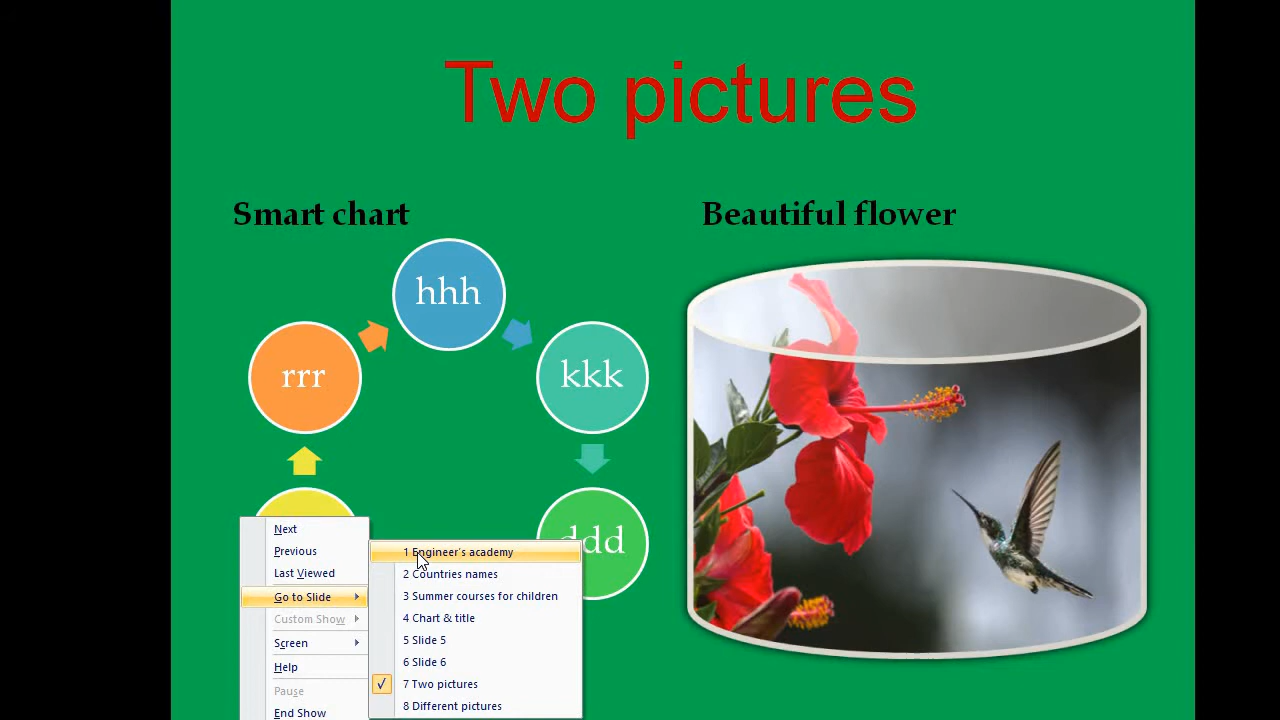 Two pictures
Smart chart
Beautiful flower
hhh
rrr
kkk
ddd
Next
Previous
Last Viewed
Go to Slide
Custom Show
Screen
Help
Pause
End Show
1 Engineer's academy
2 Countries names
3 Summer courses for children
4 Chart & title
5 Slide 5
6 Slide 6
7 Two pictures
8 Different pictures